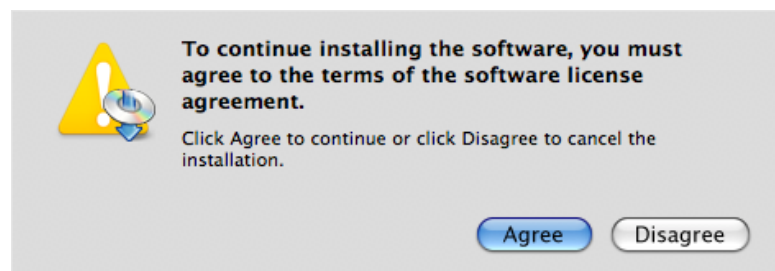 To continue installing the software, you must
agree to the terms of the software license
agreement.
Click Agree to continue or click Disagree to cancel the
installation.
Agree Disagree